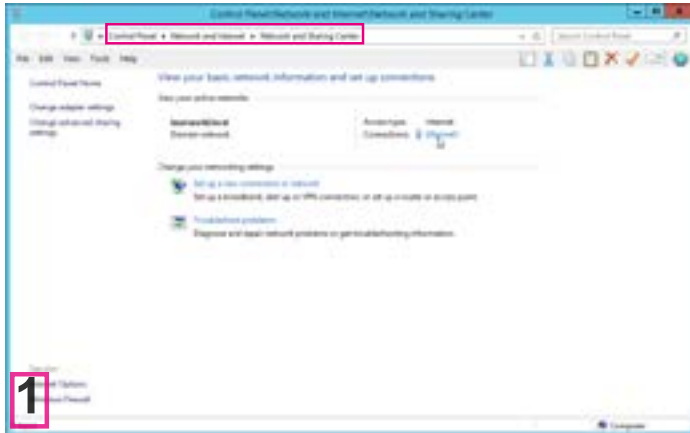 Control Panel\Network and Internet\Network and Sharing Center
Control Panel ▸ Network and Internet ▸ Network and Sharing Center
Search Control Panel
File Edit View Tools Help
Control Panel Home
View your basic network information and set up connections
View your active networks
Change adapter settings
Change advanced sharing
settings
Access type: Internet
Domain network
Connections: Ethernet
Change your networking settings
Set up a new connection or network
Set up a broadband, dial-up or VPN connection; or set up a router or access point.
Troubleshoot problems
Diagnose and repair network problems or get troubleshooting information.
See also
Internet Options
Windows Firewall
1
Computer